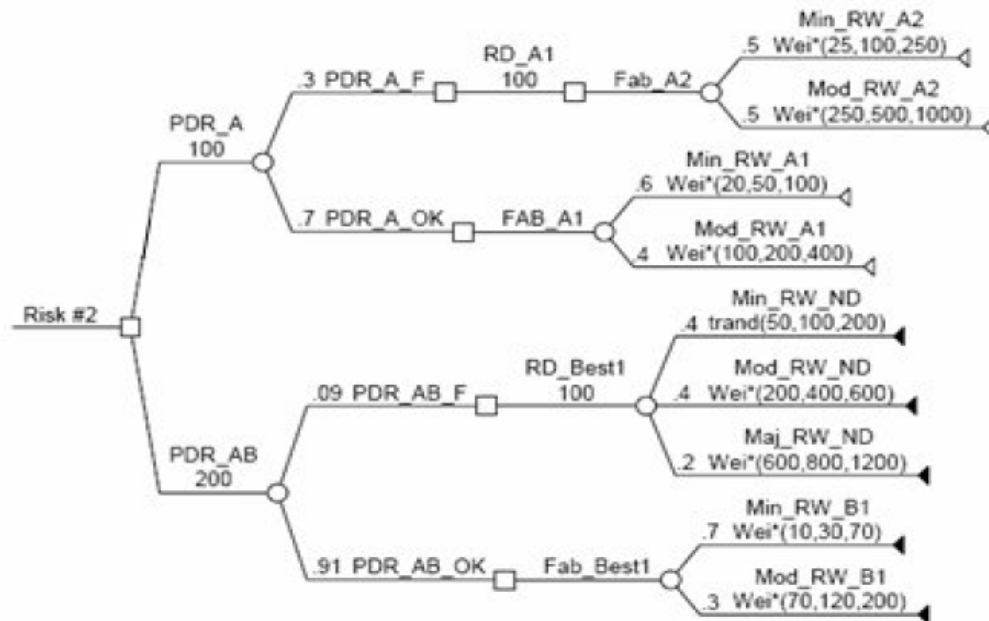 Min_RW_A2
.5 Wei*(25,100,250)
RD_A1
.3 PDR_A_F
100
Fab_A2
Mod_RW_A2
.5 Wei*(250,500,1000)
PDR_A
100
Min_RW_A1
.6 Wei*(20,50,100)
.7 PDR_A_OK
FAB_A1
Mod_RW_A1
.4 Wei*(100,200,400)
Risk #2
Min_RW_ND
.4 trand(50,100,200)
RD_Best1
.09 PDR_AB_F
100
Mod_RW_ND
.4 Wei*(200,400,600)
Maj_RW_ND
.2 Wei*(600,800,1200)
PDR_AB
200
Min_RW_B1
.7 Wei*(10,30,70)
.91 PDR_AB_OK
Fab_Best1
Mod_RW_B1
.3 Wei*(70,120,200)